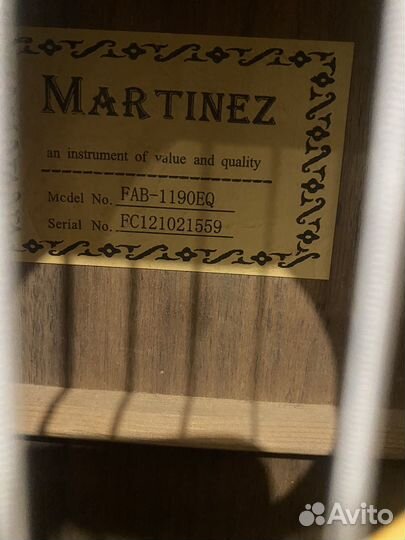 MARTINEZ
an instrument of value and quality
Model No. FAB-1190EQ
Serial No. FC121021559
Avito